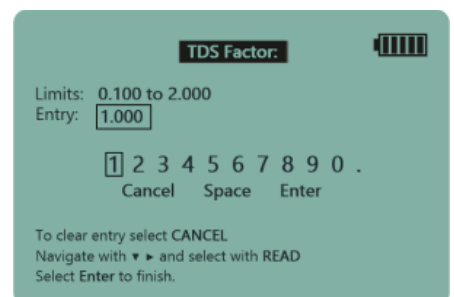 TDS Factor:
Limits: 0.100 to 2.000
Entry: 1.000
1 2 3 4 5 6 7 8 9 0 .
Cancel Space Enter
To clear entry select CANCEL
Navigate with ▾ ▸ and select with READ
Select Enter to finish.